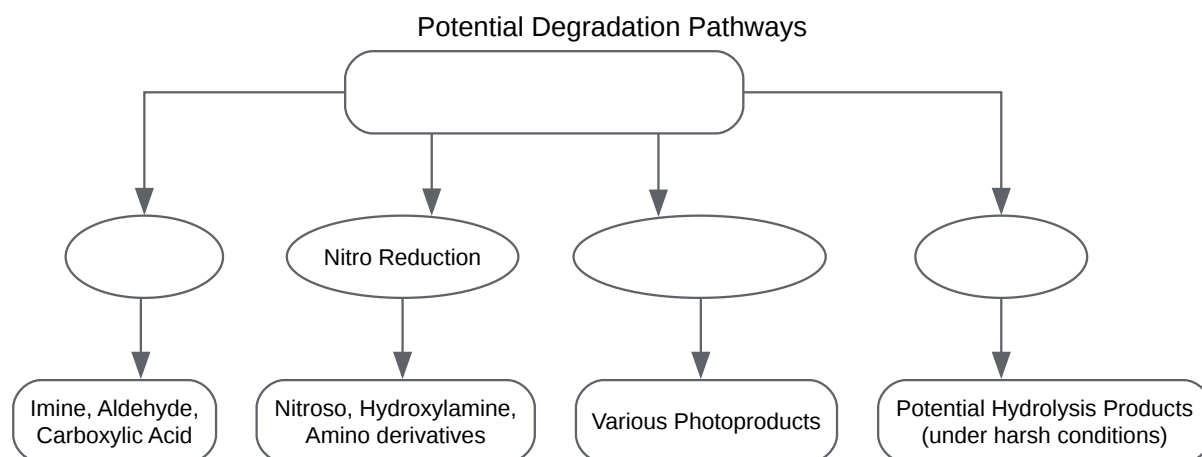 Potential Degradation Pathways
Nitro Reduction
Imine, Aldehyde,
Carboxylic Acid
Nitroso, Hydroxylamine,
Amino derivatives
Various Photoproducts
Potential Hydrolysis Products
(under harsh conditions)